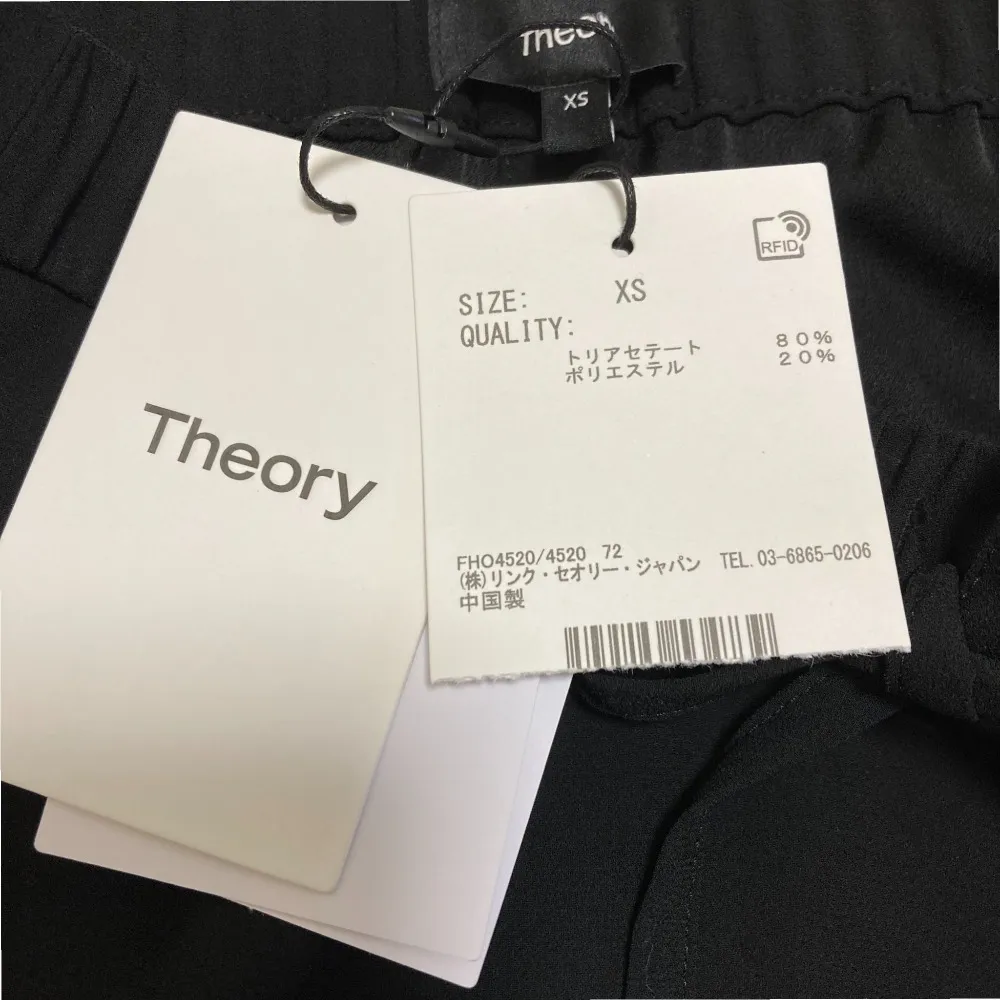 Theory
XS
RFID
SIZE: XS
QUALITY:
トリアセテート 80%
ポリエステル 20%
Theory
FHO4520/4520 72
(株)リンク・セオリー・ジャパン TEL. 03-6865-0206
中国製